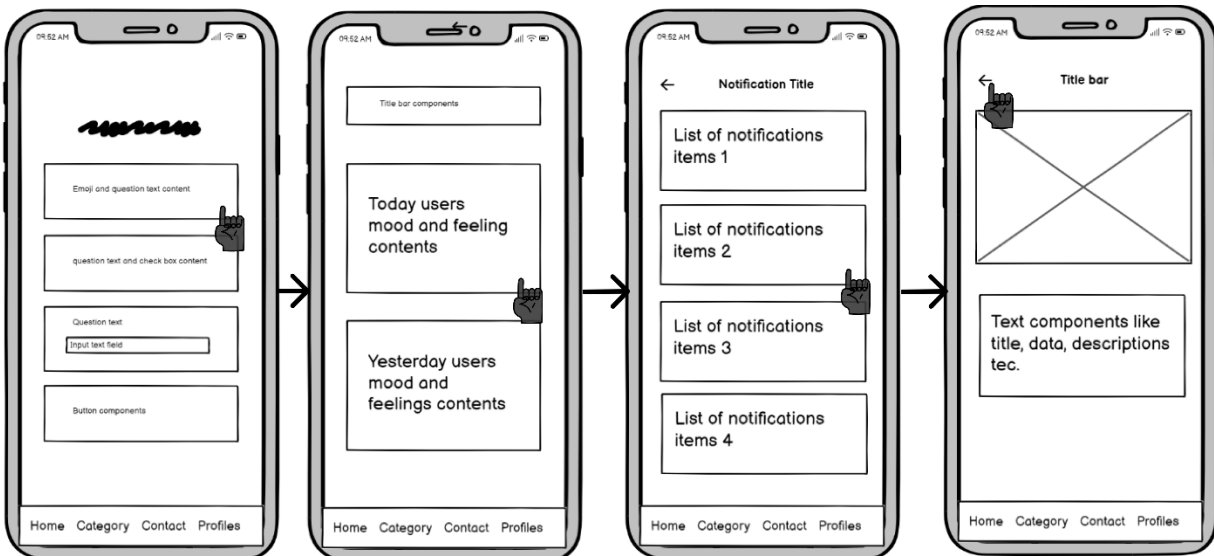 09:52 AM
Emoji and question text content
question text and check box content
Question text
Input text field
Button components
Home Category Contact Profiles
09:52 AM
Title bar components
Today users
mood and feeling
contents
Yesterday users
mood and
feelings contents
Home Category Contact Profiles
09:52 AM
Notification Title
List of notifications
items 1
List of notifications
items 2
List of notifications
items 3
List of notifications
items 4
Home Category Contact Profiles
09:52 AM
Title bar
Text components like
title, data, descriptions
tec.
Home Category Contact Profiles